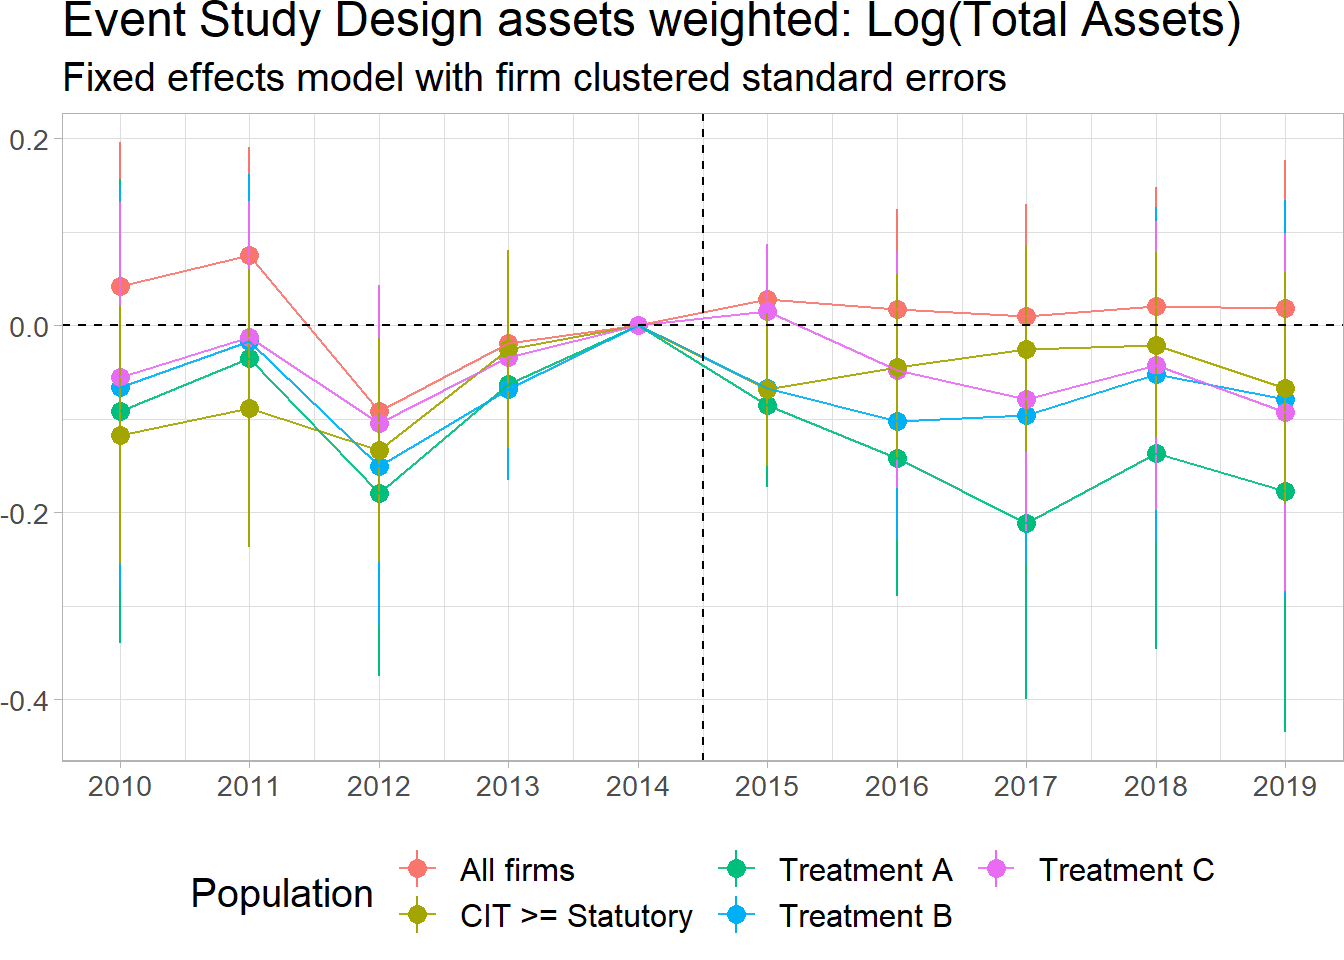 Event Study Design assets weighted: Log(Total Assets)
Fixed effects model with firm clustered standard errors
0.2
0.0
-0.2
-0.4
2010 2011 2012 2013 2014 2015 2016 2017 2018 2019
Population
All firms Treatment A Treatment C
CIT >= Statutory Treatment B